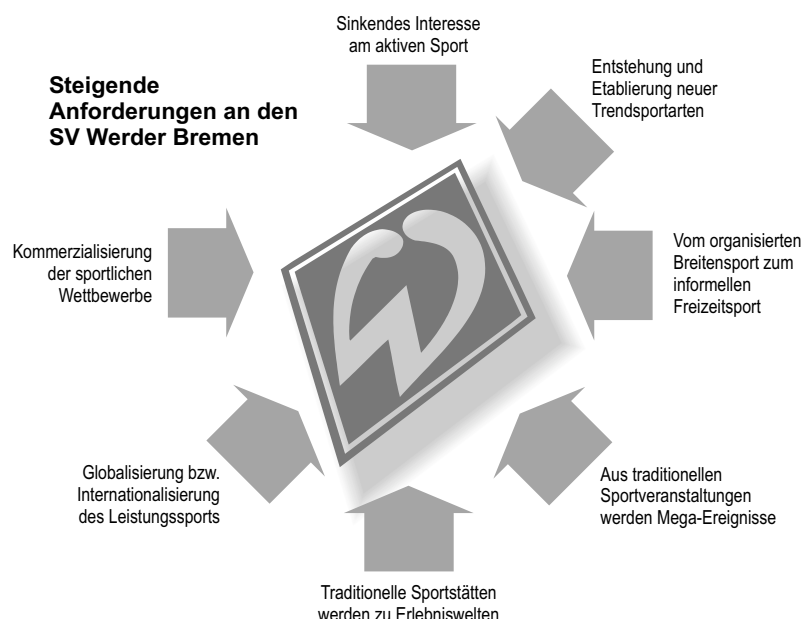 Steigende
Anforderungen an den
SV Werder Bremen
Sinkendes Interesse
am aktiven Sport
Entstehung und
Etablierung neuer
Trendsportarten
Vom organisierten
Breitensport zum
informellen
Freizeitsport
Aus traditionellen
Sportveranstaltungen
werden Mega-Ereignisse
Traditionelle Sportstätten
werden zu Erlebniswelten
Globalisierung bzw.
Internationalisierung
des Leistungssports
Kommerzialisierung
der sportlichen
Wettbewerbe
W